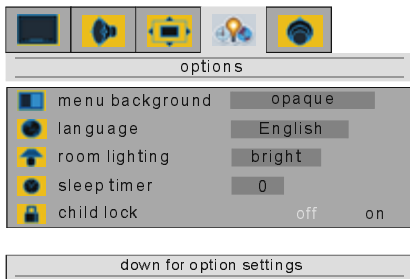 options
menu background opaque
language English
room lighting bright
sleep timer 0
child lock off on
down for option settings